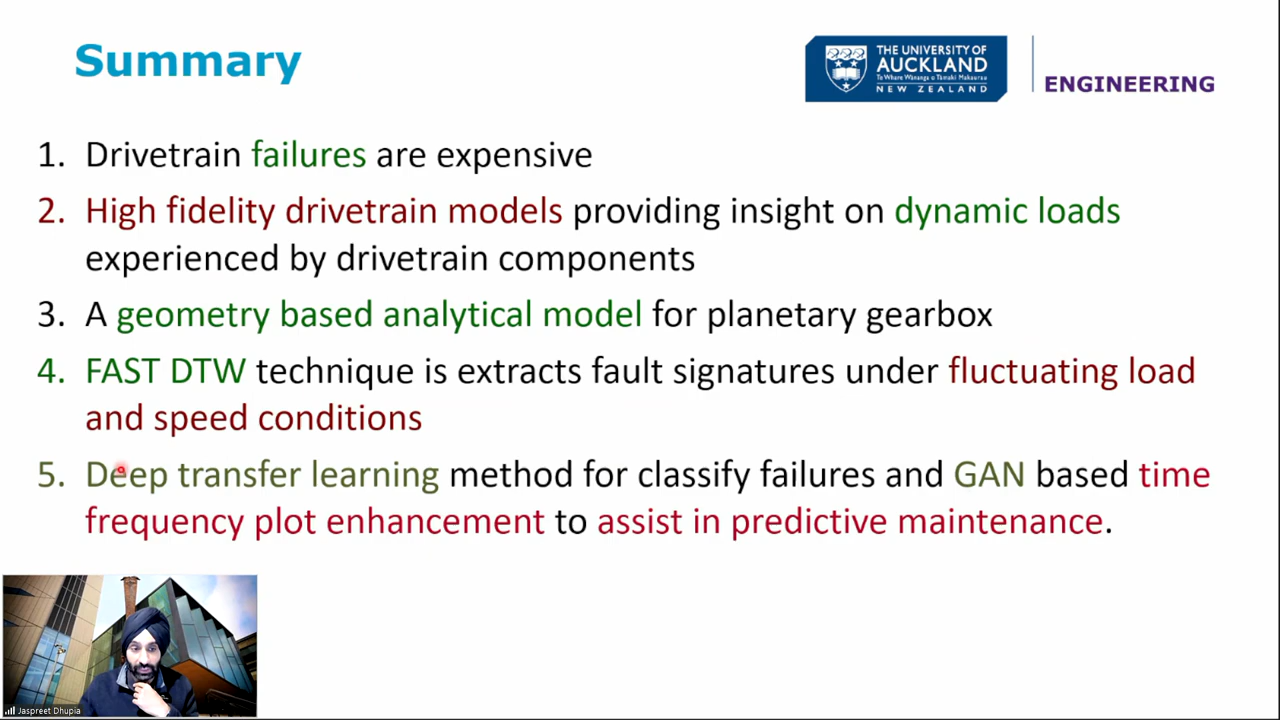 Summary
THE UNIVERSITY OF
AUCKLAND
Te Whare Wānanga o Tāmaki Makaurau
NEW ZEALAND
ENGINEERING
1. Drivetrain failures are expensive
2. High fidelity drivetrain models providing insight on dynamic loads
experienced by drivetrain components
3. A geometry based analytical model for planetary gearbox
4. FAST DTW technique is extracts fault signatures under fluctuating load
and speed conditions
5. Deep transfer learning method for classify failures and GAN based time
frequency plot enhancement to assist in predictive maintenance.
Jaspreet Dhupia